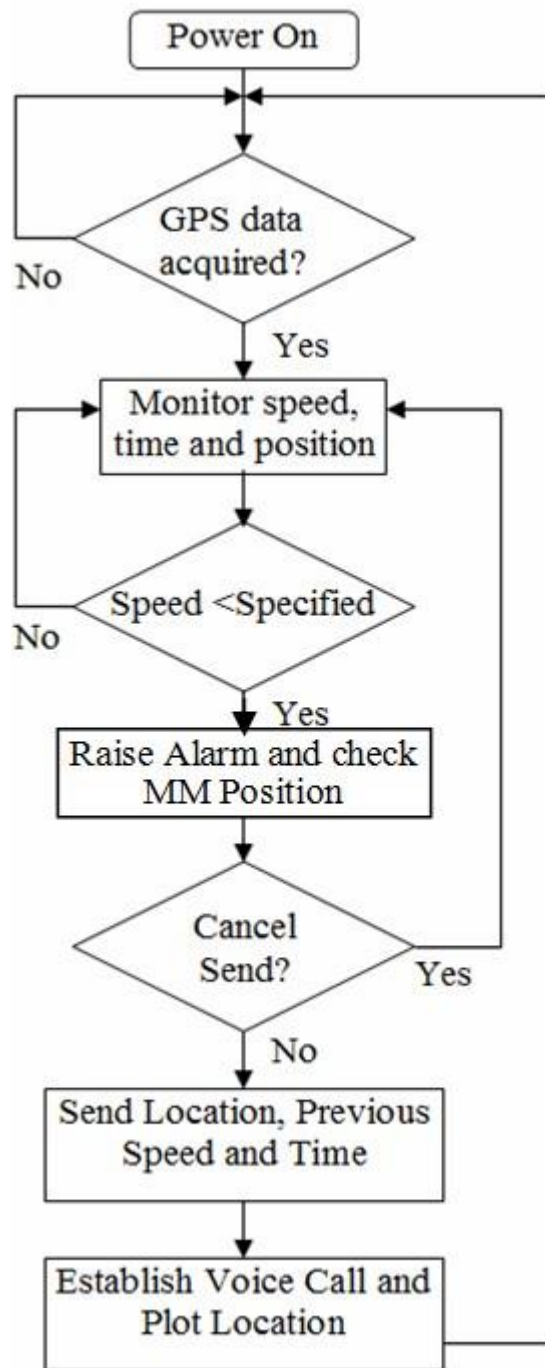 Power On
GPS data
acquired?
No
Yes
Monitor speed,
time and position
Speed <Specified
No
Yes
Raise Alarm and check
MM Position
Cancel
Send?
Yes
No
Send Location, Previous
Speed and Time
Establish Voice Call and
Plot Location